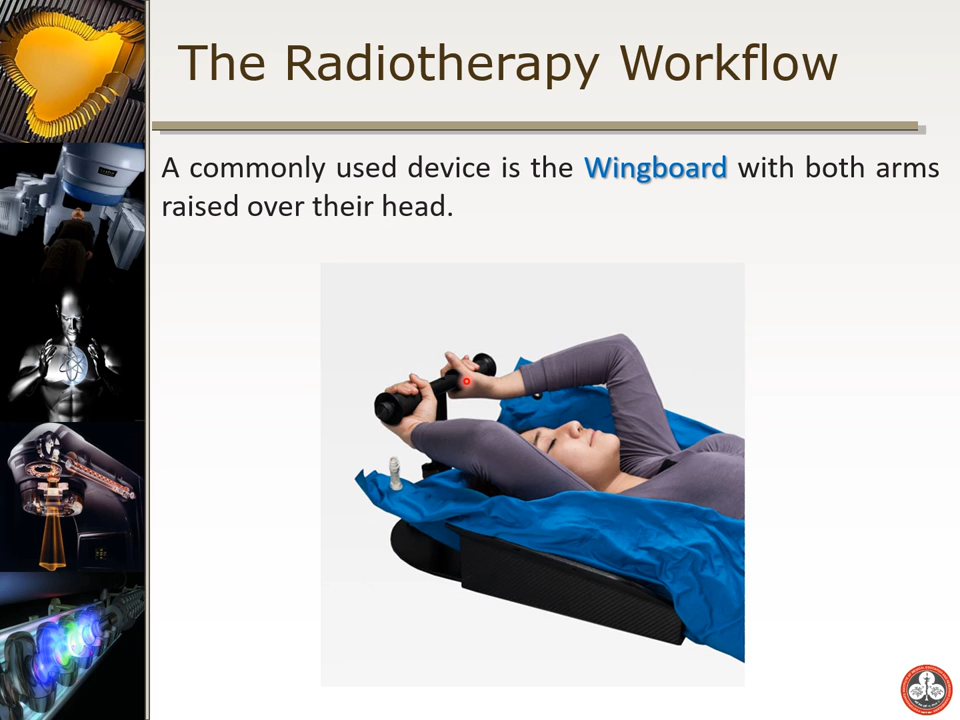 The Radiotherapy Workflow
A commonly used device is the Wingboard with both arms
raised over their head.